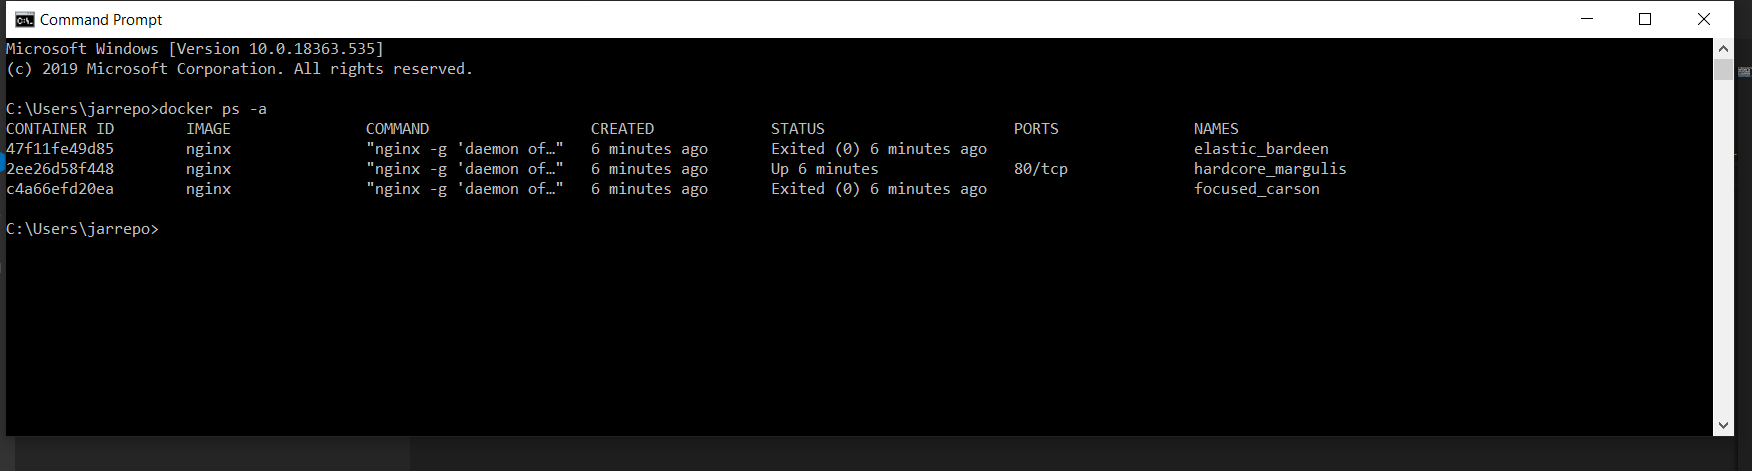 Command Prompt
Microsoft Windows [Version 10.0.18363.535]
(c) 2019 Microsoft Corporation. All rights reserved.
C:\Users\jarrepo>docker ps -a
CONTAINER ID        IMAGE               COMMAND                  CREATED             STATUS                     PORTS               NAMES
47f11fe49d85        nginx               "nginx -g 'daemon of…"   6 minutes ago       Exited (0) 6 minutes ago                       elastic_bardeen
2ee26d58f448        nginx               "nginx -g 'daemon of…"   6 minutes ago       Up 6 minutes               80/tcp              hardcore_margulis
c4a66efd20ea        nginx               "nginx -g 'daemon of…"   6 minutes ago       Exited (0) 6 minutes ago                       focused_carson
C:\Users\jarrepo>